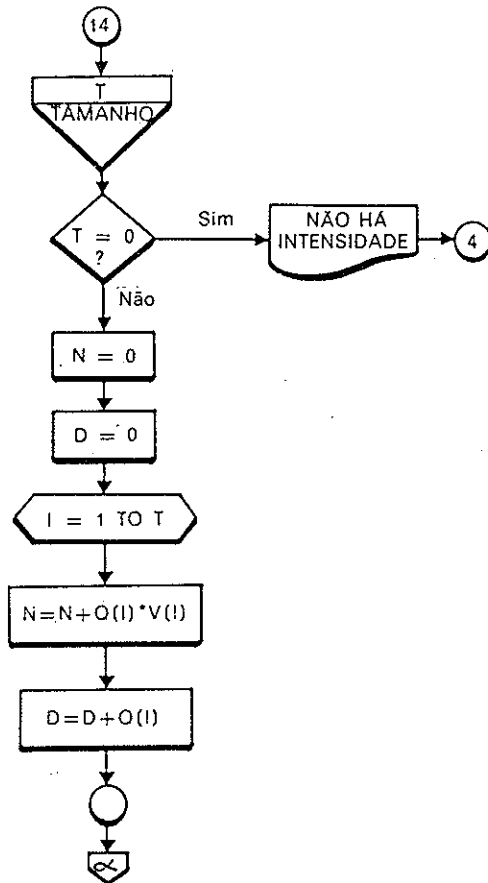 14
T
TAMANHO
T = 0
?
Sim
NÃO HÁ
INTENSIDADE
4
Não
N = 0
D = 0
I = 1 TO T
N=N+Q(I)*V(I)
D=D+O(I)
α